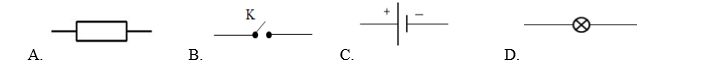 K
+ −
A. B. C. D.